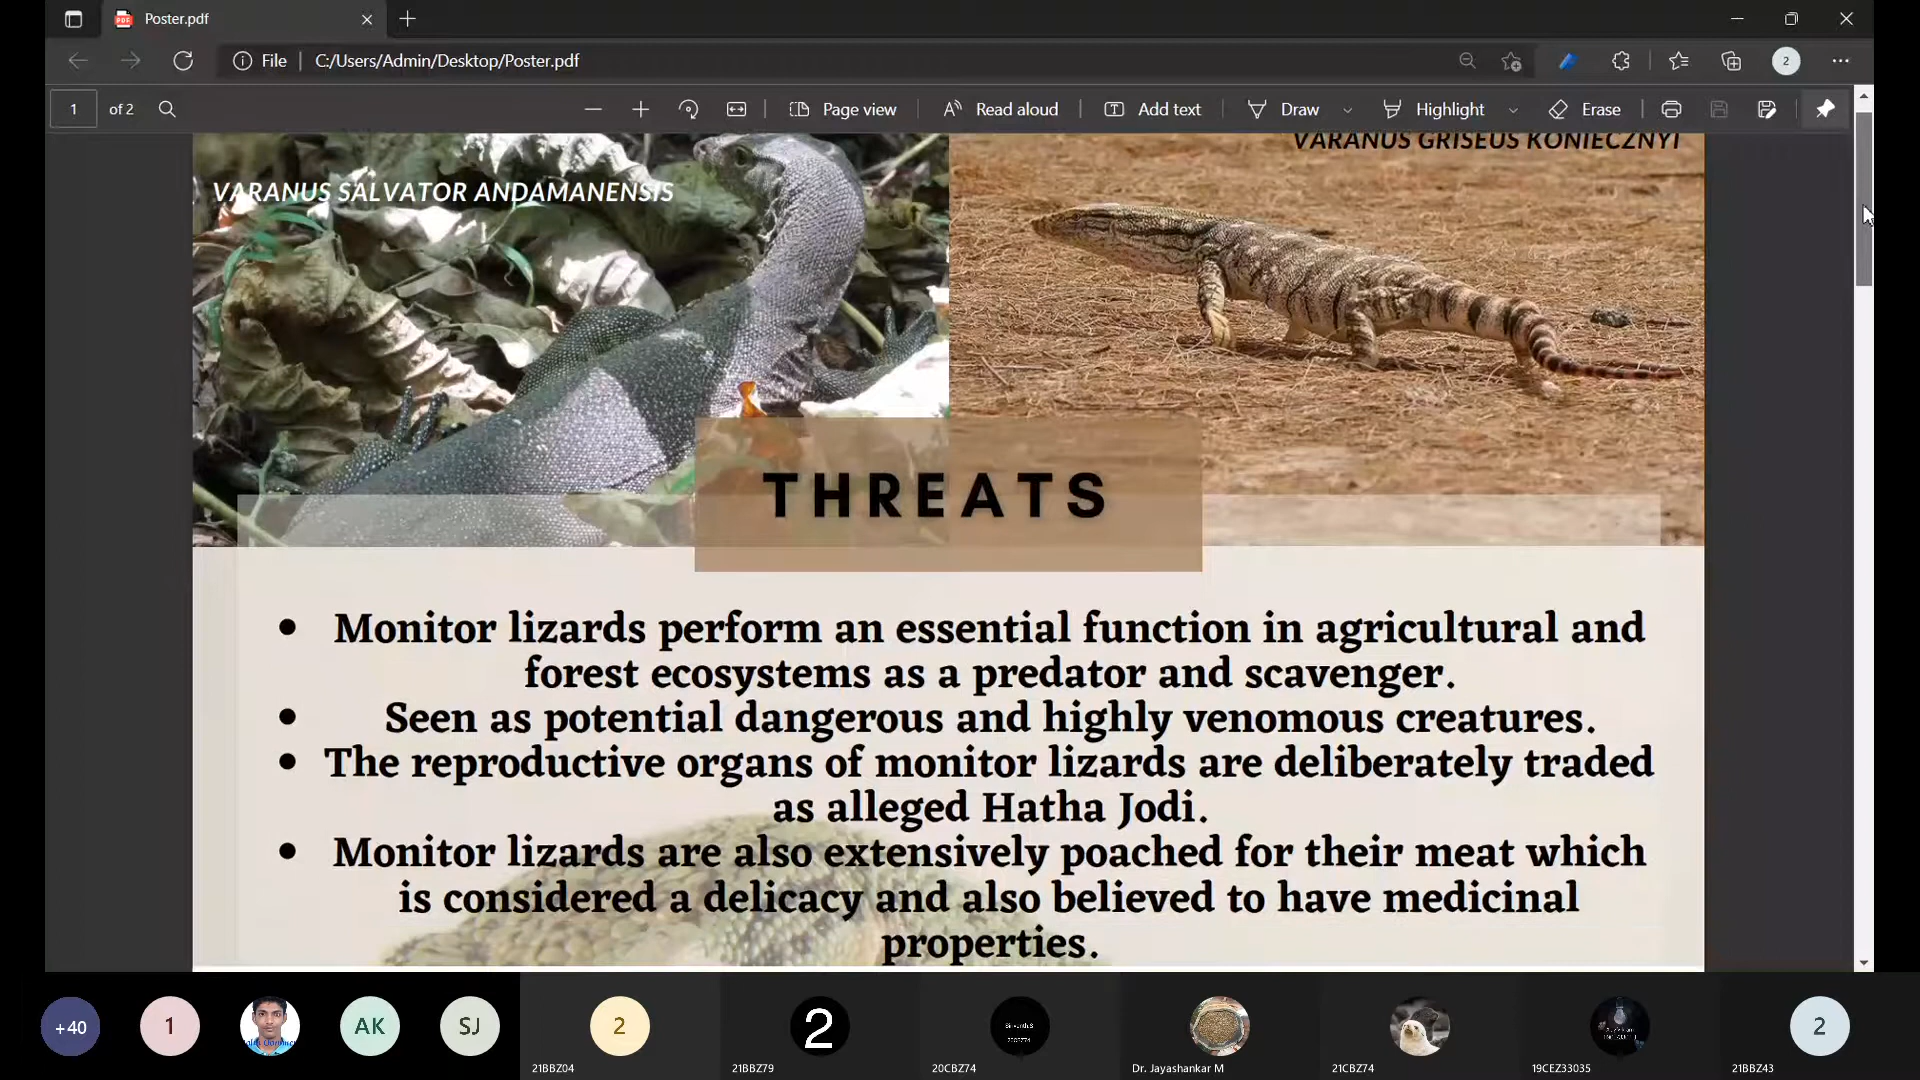 Poster.pdf
File
C:/Users/Admin/Desktop/Poster.pdf
2
1 of 2
Page view
Read aloud
Add text
Draw
Highlight
Erase
VARANUS SALVATOR ANDAMANENSIS
VARANUS GRISEUS KONIECZNYI
THREATS
• Monitor lizards perform an essential function in agricultural and
forest ecosystems as a predator and scavenger.
• Seen as potential dangerous and highly venomous creatures.
• The reproductive organs of monitor lizards are deliberately traded
as alleged Hatha Jodi.
• Monitor lizards are also extensively poached for their meat which
is considered a delicacy and also believed to have medicinal
properties.
+40
1
AK
SJ
2
2
2
21BBZ04
21BBZ79
20CBZ74
Dr. Jayashankar M
21CBZ74
19CEZ33035
21BBZ43